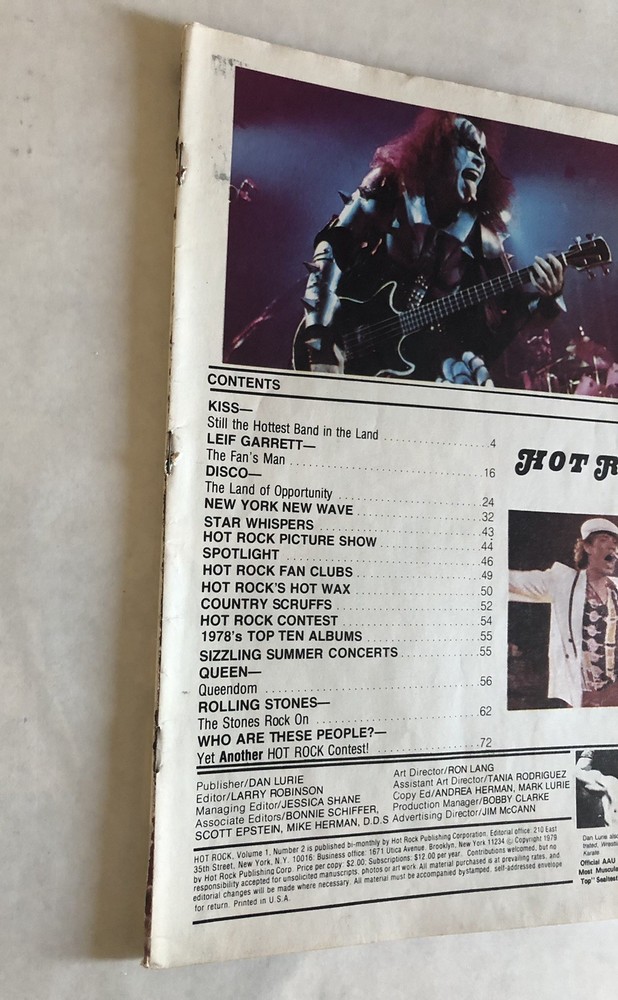 CONTENTS
KISS—
Still the Hottest Band in the Land 4
LEIF GARRETT—
The Fan's Man 16
DISCO—
The Land of Opportunity 24
NEW YORK NEW WAVE 32
STAR WHISPERS 43
HOT ROCK PICTURE SHOW 44
SPOTLIGHT 46
HOT ROCK FAN CLUBS 49
HOT ROCK'S HOT WAX 50
COUNTRY SCRUFFS 52
HOT ROCK CONTEST 54
1978's TOP TEN ALBUMS 55
SIZZLING SUMMER CONCERTS 55
QUEEN—
Queendom 56
ROLLING STONES—
The Stones Rock On 62
WHO ARE THESE PEOPLE?—
Yet Another HOT ROCK Contest! 72
HOT R
Publisher/DAN LURIE
Editor/LARRY ROBINSON
Managing Editor/JESSICA SHANE
Associate Editors/BONNIE SCHIFFER,
SCOTT EPSTEIN, MIKE HERMAN, D.D.S
Art Director/RON LANG
Assistant Art Director/TANIA RODRIGUEZ
Copy Ed/ANDREA HERMAN, MARK LURIE
Production Manager/BOBBY CLARKE
Advertising Director/JIM McCANN
HOT ROCK, Volume 1, Number 2 is published bi-monthly by Hot Rock Publishing Corporation. Editorial office: 210 East
35th Street, New York, N.Y. 10016. Business office: 1671 Utica Avenue, Brooklyn, New York 11234 © Copyright 1979
by Hot Rock Publishing Corp. Price per copy: $2.00. Subscriptions: $12.00 per year. Contributions welcomed, but no
responsibility accepted for unsolicited manuscripts, photos or art work. All material purchased at prevailing rates, and
editorial changes will be made where necessary. All material must be accompanied by stamped, self-addressed envelope
for return. Printed in U.S.A.
Dan Lurie als
trated, Wrestl
Karate
Official AAU
Most Muscula
Top" Sealtest